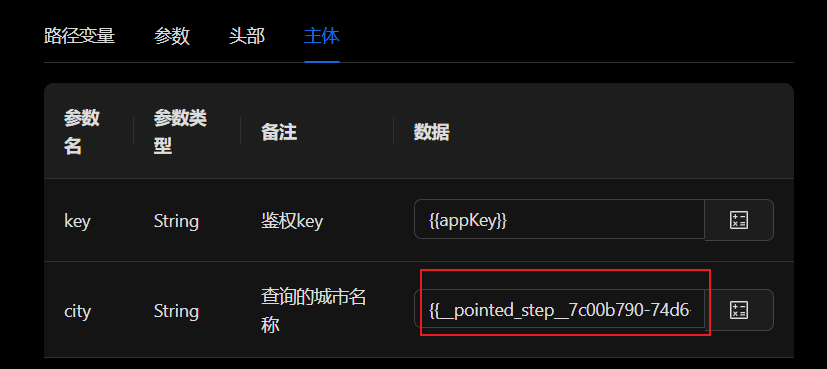 路径变量 参数 头部 主体
参数名 参数类型 备注 数据
key String 鉴权key {{appKey}}
city String 查询的城市名称 {{__pointed_step__7c00b790-74d6-